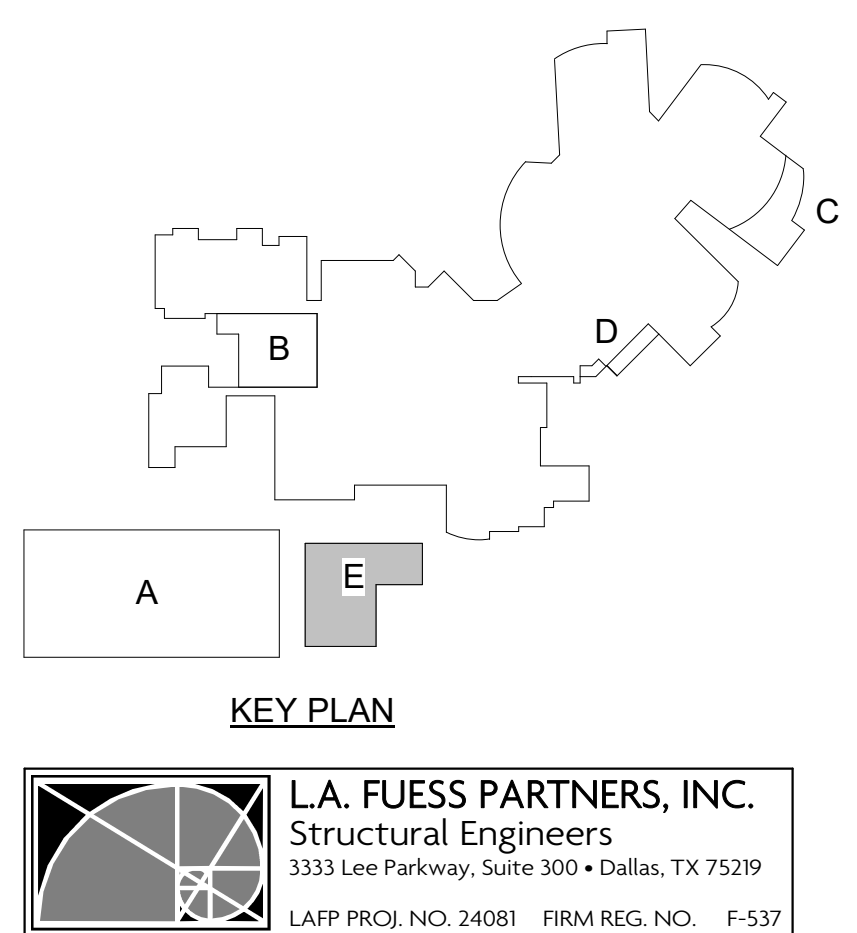 C
D
B
E
A
KEY PLAN
L.A. FUESS PARTNERS, INC.
Structural Engineers
3333 Lee Parkway, Suite 300 • Dallas, TX 75219
LAFP PROJ. NO. 24081 FIRM REG. NO. F-537